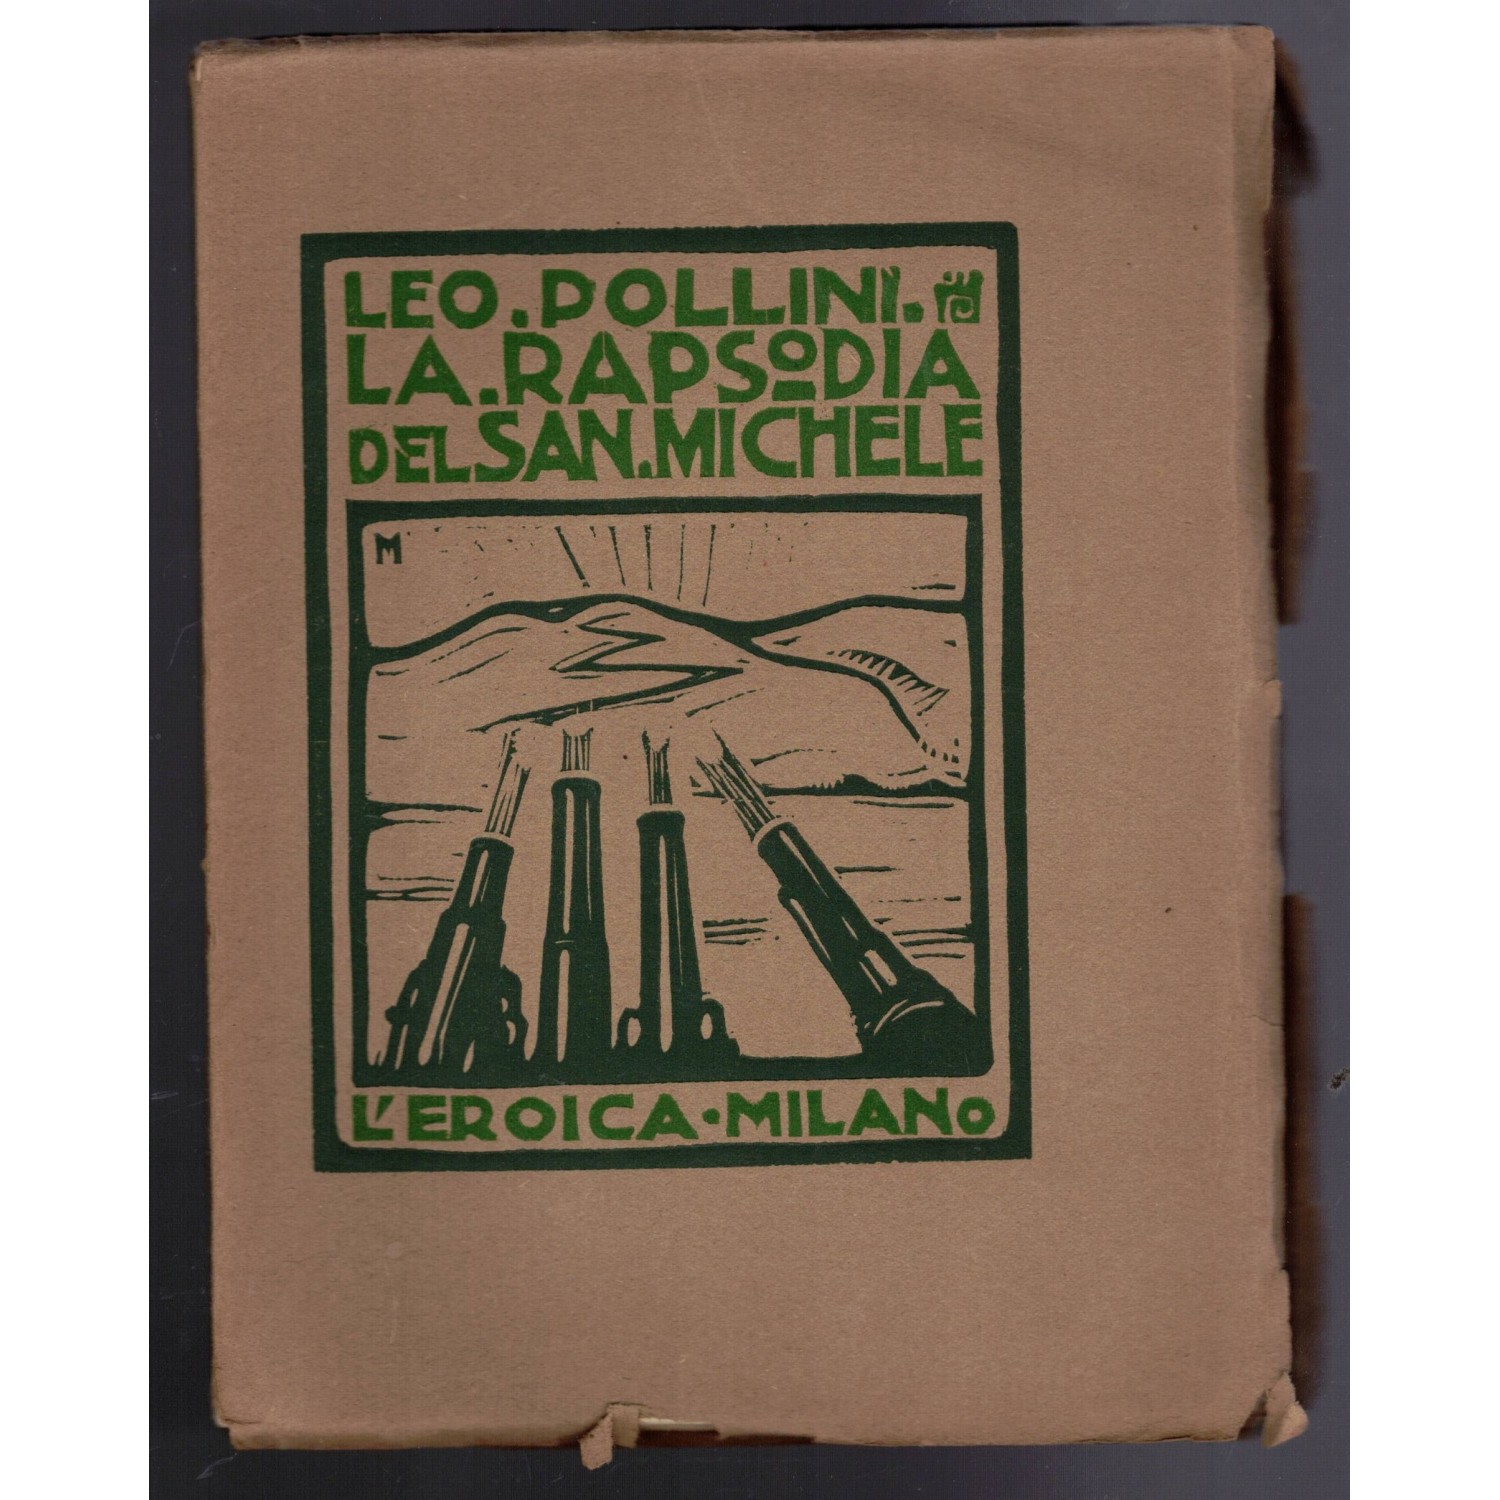 LEO. POLLINI.
LA. RAPSODIA
DEL SAN. MICHELE
M
L'EROICA · MILANO